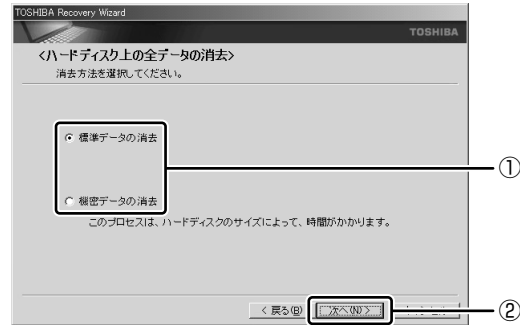 TOSHIBA Recovery Wizard
TOSHIBA
<ハードディスク上の全データの消去>
消去方法を選択してください。
標準データの消去
①
機密データの消去
このプロセスは、ハードディスクのサイズによって、時間がかかります。
< 戻る(B) 次へ(N) >
②